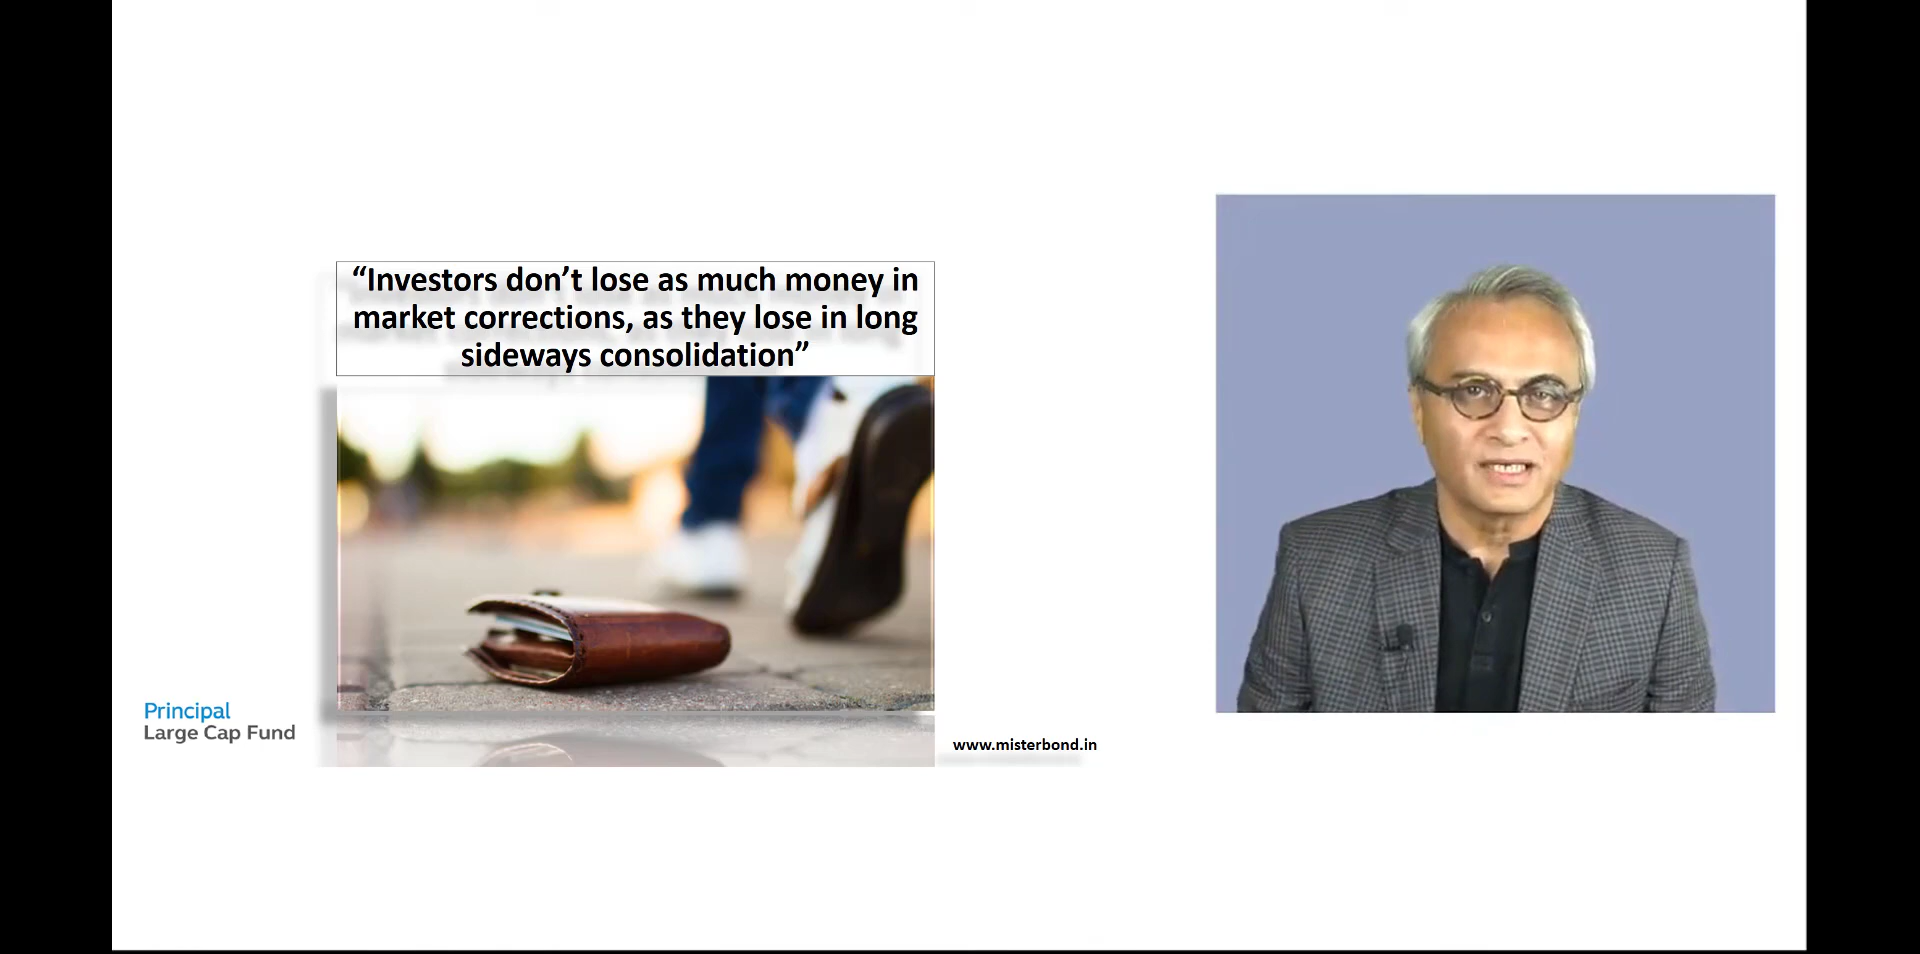 “Investors don’t lose as much money in
market corrections, as they lose in long
sideways consolidation”
Principal
Large Cap Fund
www.misterbond.in